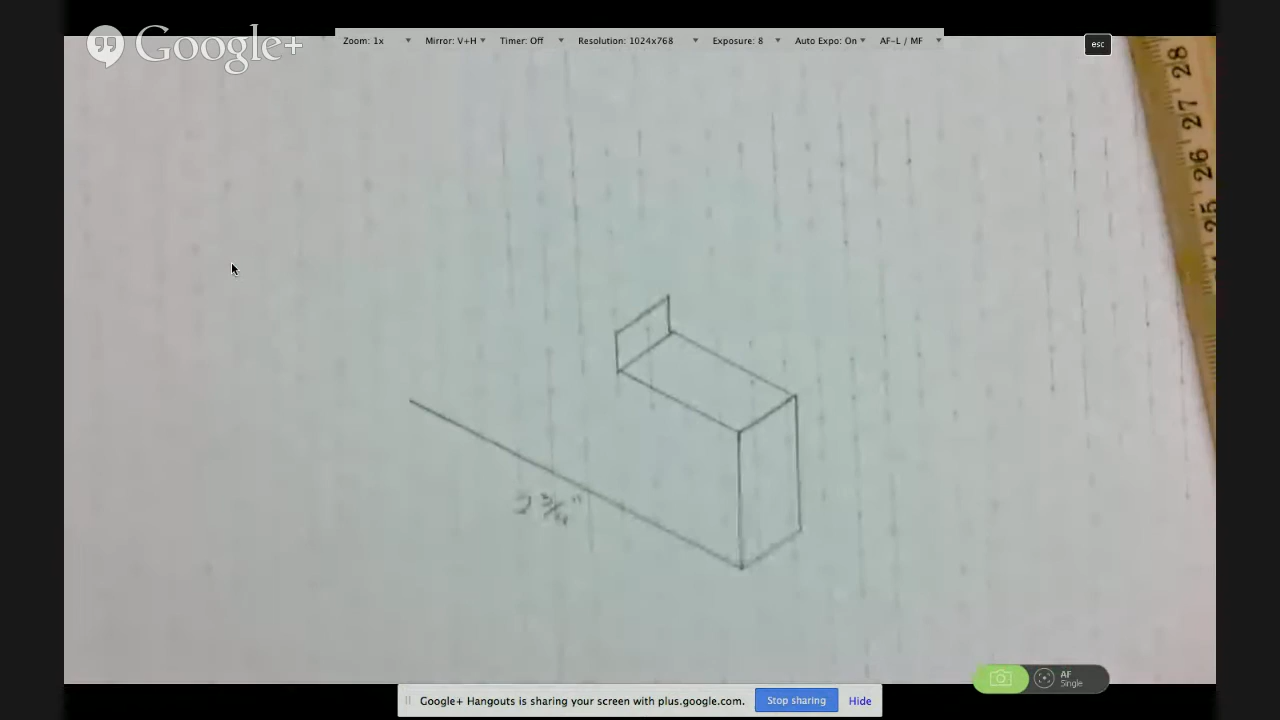 Google+
Zoom: 1x Mirror: V+H Timer: Off Resolution: 1024x768 Exposure: 8 Auto Expo: On AF-L / MF
esc
28
27
26
25
2
AF
Single
Google+ Hangouts is sharing your screen with plus.google.com. Stop sharing Hide